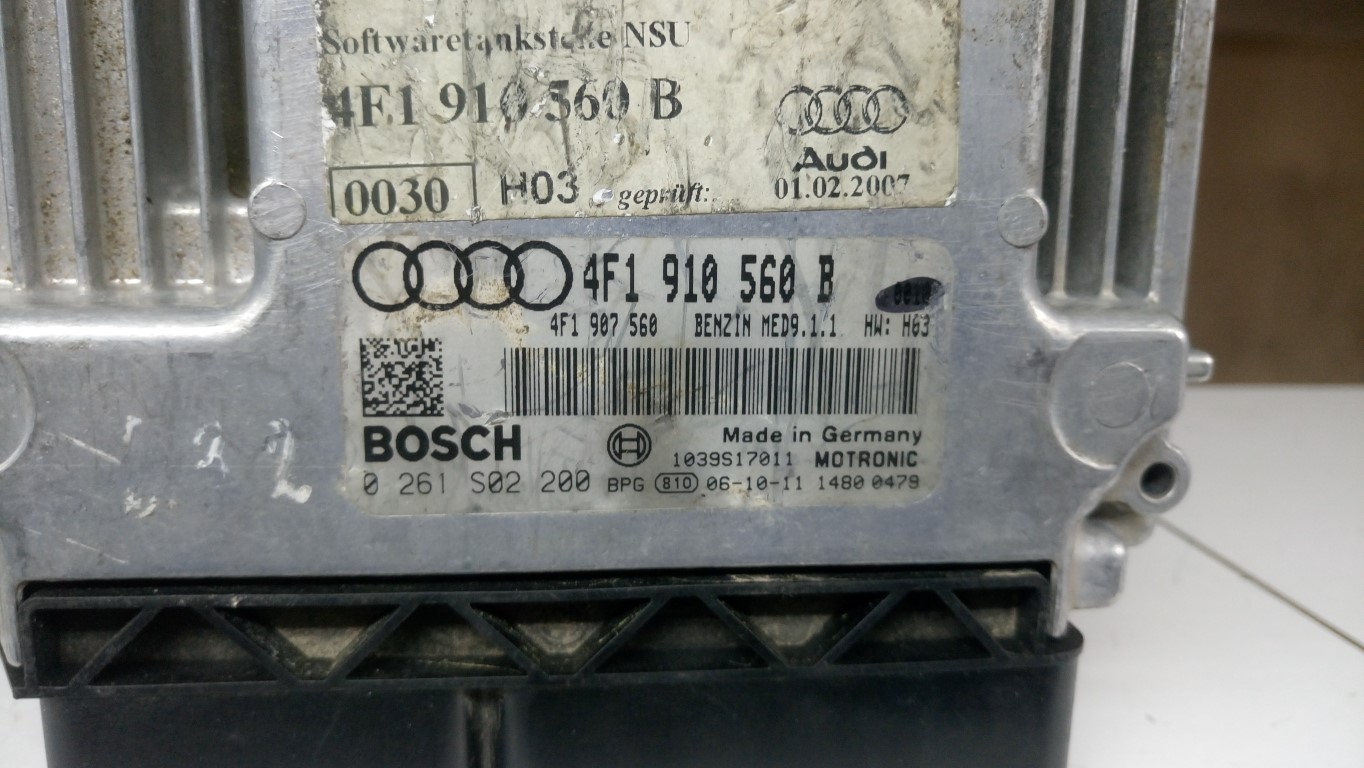 Softwaretankstelle NSU
4F1 910 560 B
0030 H03 geprüft:
Audi
01.02.2007
4F1 910 560 B 0010
4F1 907 560 BENZIN MED9.1.1 HW: H03
BOSCH
Made in Germany
1039S17011 MOTRONIC
0 261 S02 200 BPG 810 06-10-11 1480 0479
22